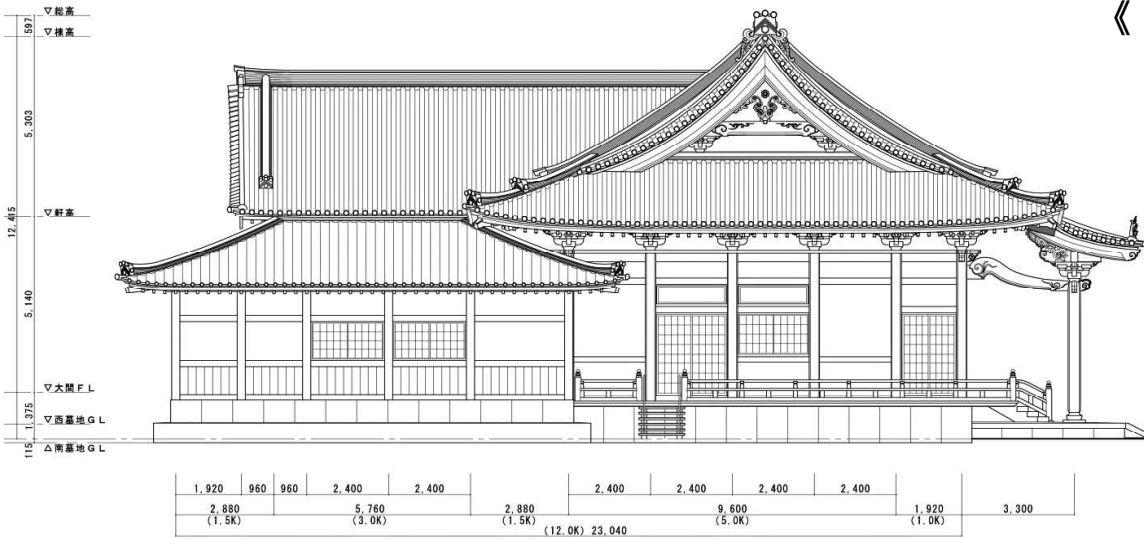 《
▽総高
597
▽棟高
5,303
▽軒高
12,415
5,140
▽大間FL
1,375
▽西墓地GL
115
△南墓地GL
1,920 960 960 2,400 2,400 2,400 2,400 2,400 2,400
2,880 5,760 2,880 9,600 1,920 3,300
(1.5K) (3.0K) (1.5K) (5.0K) (1.0K)
(12.0K) 23,040